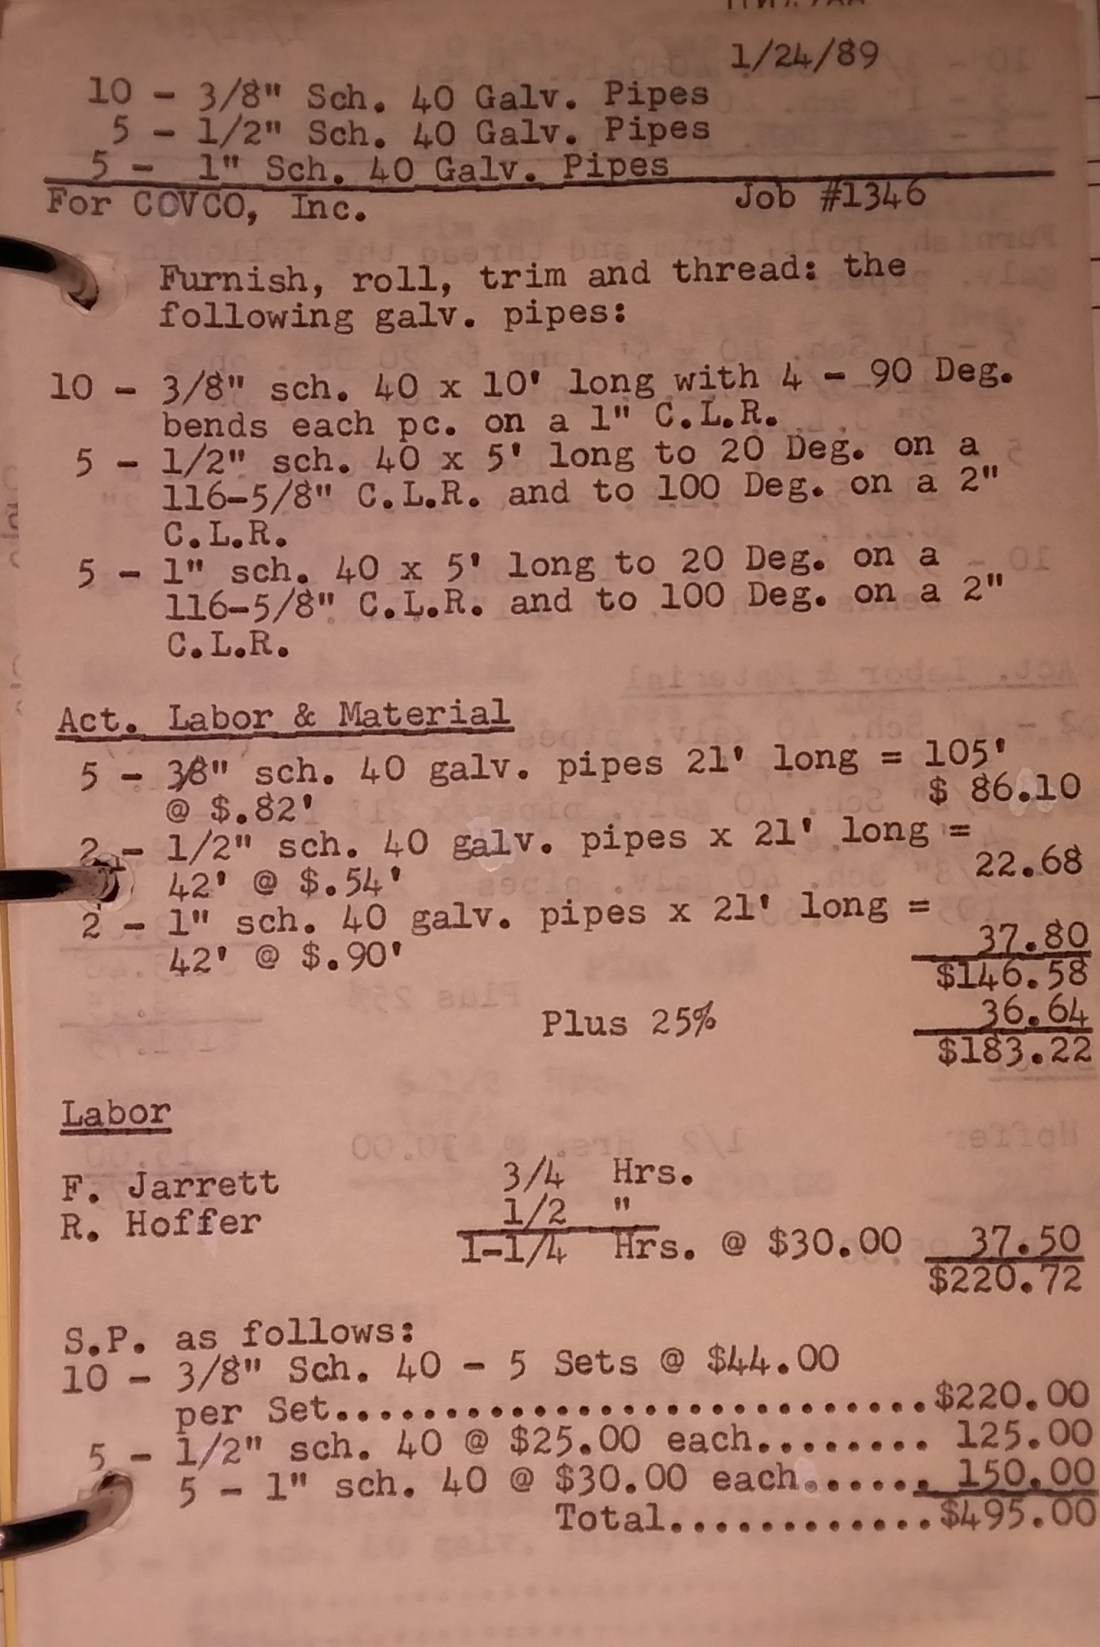 1/24/89
10 - 3/8" Sch. 40 Galv. Pipes
5 - 1/2" Sch. 40 Galv. Pipes
5 - 1" Sch. 40 Galv. Pipes
For COVCO, Inc. Job #1346
Furnish, roll, trim and thread: the
following galv. pipes:
10 - 3/8" sch. 40 x 10' long with 4 - 90 Deg.
bends each pc. on a 1" C.L.R.
5 - 1/2" sch. 40 x 5' long to 20 Deg. on a
116-5/8" C.L.R. and to 100 Deg. on a 2"
C.L.R.
5 - 1" sch. 40 x 5' long to 20 Deg. on a
116-5/8" C.L.R. and to 100 Deg. on a 2"
C.L.R.
Act. Labor & Material
5 - 3/8" sch. 40 galv. pipes 21' long = 105'
@ $.82' $ 86.10
2 - 1/2" sch. 40 galv. pipes x 21' long =
42' @ $.54' 22.68
2 - 1" sch. 40 galv. pipes x 21' long =
42' @ $.90' 37.80
$146.58
Plus 25% 36.64
$183.22
Labor
F. Jarrett 3/4 Hrs.
R. Hoffer 1/2 "
1-1/4 Hrs. @ $30.00 37.50
$220.72
S.P. as follows:
10 - 3/8" Sch. 40 - 5 Sets @ $44.00
per Set............................$220.00
5 - 1/2" sch. 40 @ $25.00 each........ 125.00
5 - 1" sch. 40 @ $30.00 each...... 150.00
Total............$495.00